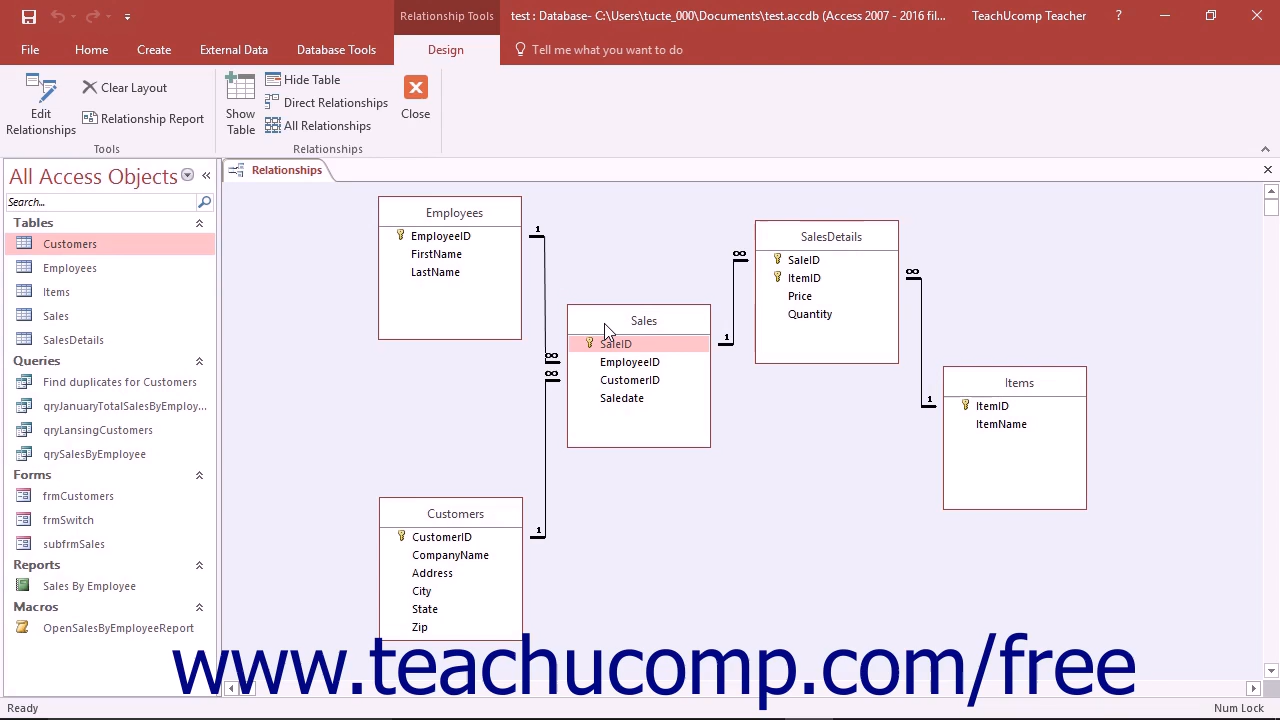 Relationship Tools
test : Database- C:\Users\tucte_000\Documents\test.accdb (Access 2007 - 2016 fil...
TeachUcomp Teacher
?
File
Home
Create
External Data
Database Tools
Design
Tell me what you want to do
Edit Relationships
Clear Layout
Relationship Report
Tools
Show Table
Hide Table
Direct Relationships
All Relationships
Relationships
Close
All Access Objects
Search...
Tables
Customers
Employees
Items
Sales
SalesDetails
Queries
Find duplicates for Customers
qryJanuaryTotalSalesByEmploy...
qryLansingCustomers
qrySalesByEmployee
Forms
frmCustomers
frmSwitch
subfrmSales
Reports
Sales By Employee
Macros
OpenSalesByEmployeeReport
Relationships
Employees
EmployeeID
FirstName
LastName
1
∞
Sales
SaleID
EmployeeID
CustomerID
Saledate
∞
1
Customers
CustomerID
CompanyName
Address
City
State
Zip
1
∞
SalesDetails
SaleID
ItemID
Price
Quantity
∞
1
Items
ItemID
ItemName
www.teachucomp.com/free
Ready
Num Lock